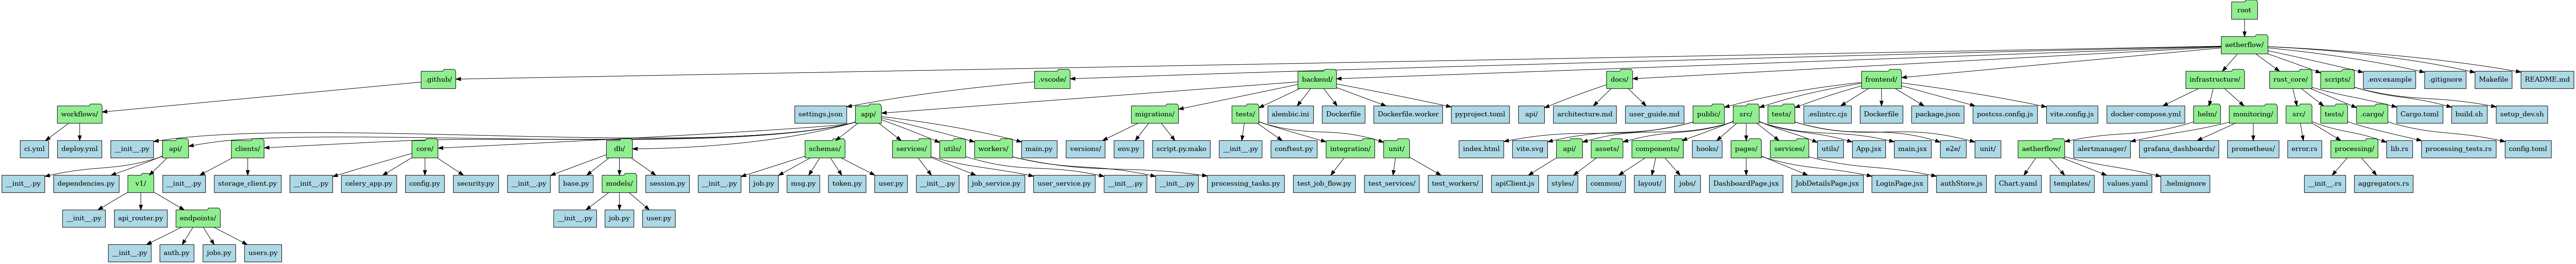 root
aetherflow/
.github/
.vscode/
backend/
docs/
frontend/
infrastructure/
rust_core/
scripts/
.env.example
.gitignore
Makefile
README.md
workflows/
settings.json
app/
migrations/
tests/
alembic.ini
Dockerfile
Dockerfile.worker
pyproject.toml
api/
architecture.md
user_guide.md
public/
src/
tests/
.eslintrc.cjs
Dockerfile
package.json
postcss.config.js
vite.config.js
docker-compose.yml
helm/
monitoring/
src/
tests/
.cargo/
Cargo.toml
build.sh
setup_dev.sh
ci.yml
deploy.yml
__init__.py
api/
clients/
core/
db/
schemas/
services/
utils/
workers/
main.py
versions/
env.py
script.py.mako
__init__.py
conftest.py
integration/
unit/
index.html
vite.svg
api/
assets/
components/
hooks/
pages/
services/
utils/
App.jsx
main.jsx
e2e/
unit/
aetherflow/
alertmanager/
grafana_dashboards/
prometheus/
error.rs
processing/
lib.rs
processing_tests.rs
config.toml
__init__.py
dependencies.py
v1/
__init__.py
storage_client.py
__init__.py
celery_app.py
config.py
security.py
__init__.py
base.py
models/
session.py
__init__.py
job.py
msg.py
token.py
user.py
__init__.py
job_service.py
user_service.py
__init__.py
__init__.py
processing_tasks.py
test_job_flow.py
test_services/
test_workers/
apiClient.js
styles/
common/
layout/
jobs/
DashboardPage.jsx
JobDetailsPage.jsx
LoginPage.jsx
authStore.js
Chart.yaml
templates/
values.yaml
.helmignore
__init__.rs
aggregators.rs
__init__.py
api_router.py
endpoints/
__init__.py
job.py
user.py
__init__.py
auth.py
jobs.py
users.py